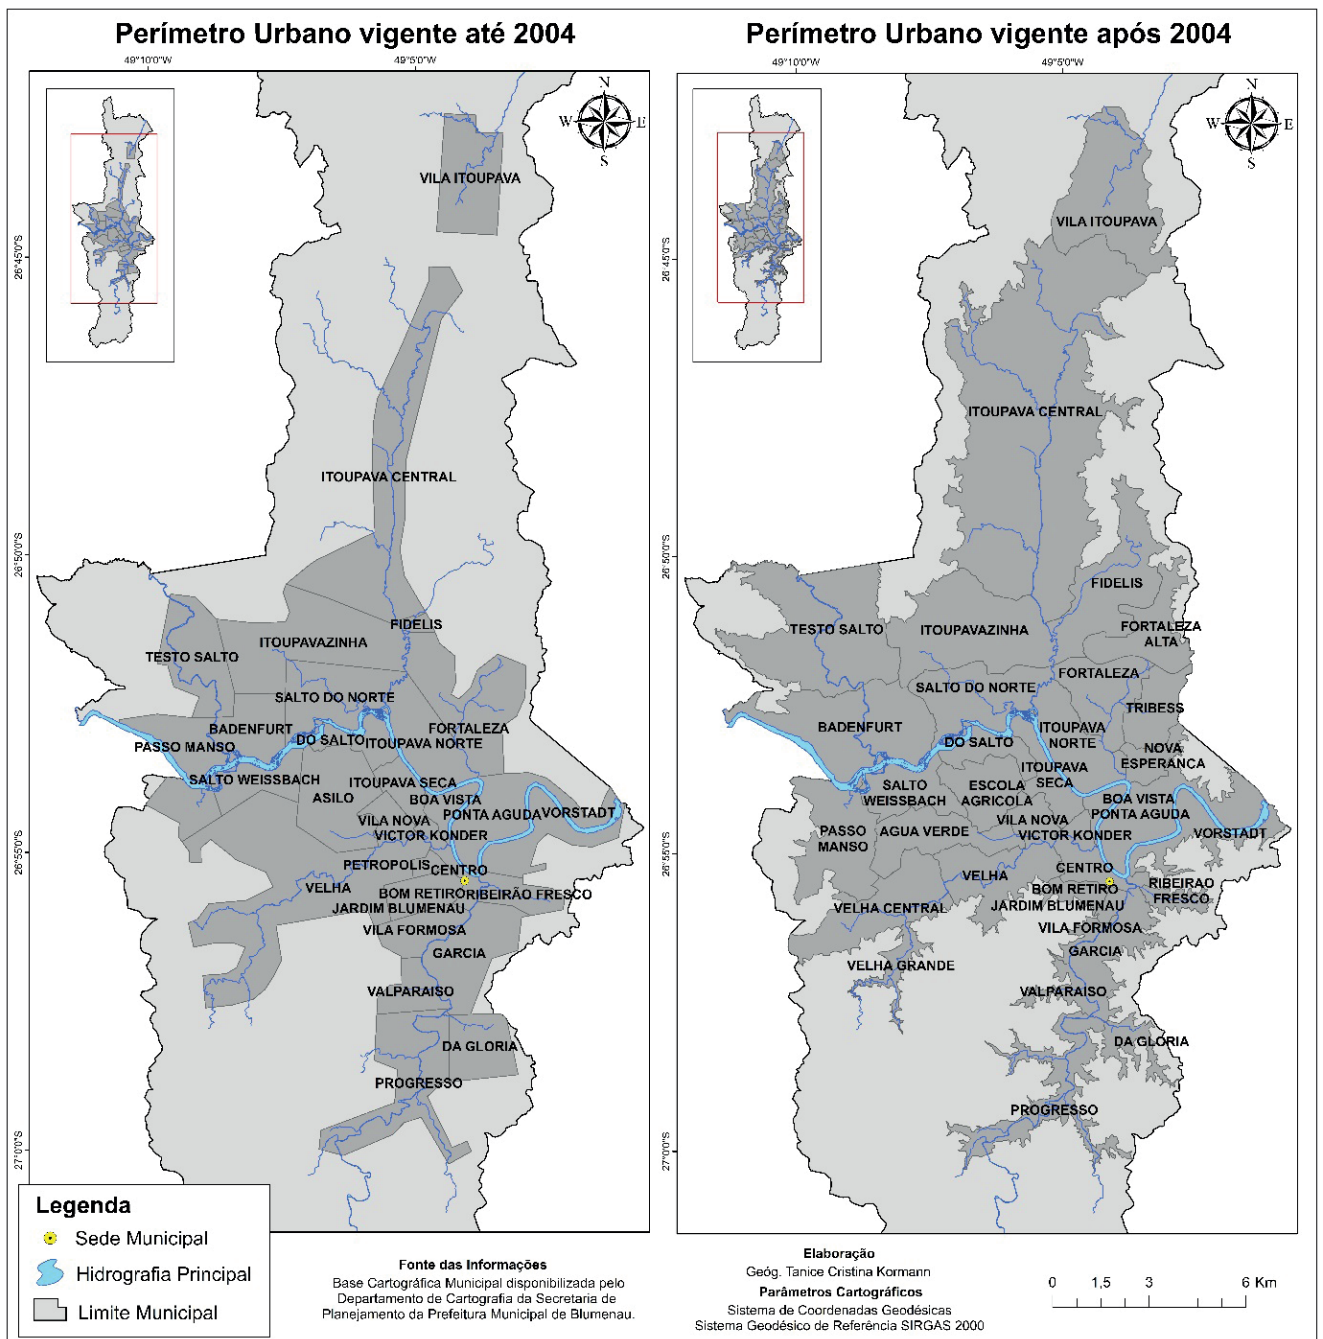 Perímetro Urbano vigente até 2004
49°10'0"W
49°5'0"W
N
W
E
S
VILA ITOUPAVA
26°45'0"S
ITOUPAVA CENTRAL
26°50'0"S
FIDELIS
ITOUPAVAZINHA
TESTO SALTO
SALTO DO NORTE
BADENFURT
FORTALEZA
DO SALTO
ITOUPAVA NORTE
PASSO MANSO
SALTO WEISSBACH
ITOUPAVA SECA
ASILO
BOA VISTA
PONTA AGUDA
VORSTADT
VILA NOVA
VICTOR KONDER
26°55'0"S
PETROPOLIS
CENTRO
VELHA
BOM RETIRO
RIBEIRÃO FRESCO
JARDIM BLUMENAU
VILA FORMOSA
GARCIA
VALPARAISO
DA GLORIA
PROGRESSO
27°0'0"S
Perímetro Urbano vigente após 2004
49°10'0"W
49°5'0"W
N
W
E
S
VILA ITOUPAVA
26°45'0"S
ITOUPAVA CENTRAL
26°50'0"S
FIDELIS
TESTO SALTO
ITOUPAVAZINHA
FORTALEZA
ALTA
FORTALEZA
SALTO DO NORTE
TRIBESS
BADENFURT
ITOUPAVA
NORTE
DO SALTO
NOVA
ESPERANCA
ITOUPAVA
SECA
SALTO
WEISSBACH
ESCOLA
AGRICOLA
BOA VISTA
PONTA AGUDA
VILA NOVA
PASSO
MANSO
AGUA VERDE
VICTOR KONDER
VORSTADT
26°55'0"S
CENTRO
VELHA
BOM RETIRO
RIBEIRAO
FRESCO
VELHA CENTRAL
JARDIM BLUMENAU
VILA FORMOSA
GARCIA
VELHA GRANDE
VALPARAISO
DA GLORIA
PROGRESSO
27°0'0"S
Legenda
Sede Municipal
Hidrografia Principal
Limite Municipal
Fonte das Informações
Base Cartográfica Municipal disponibilizada pelo
Departamento de Cartografia da Secretaria de
Planejamento da Prefeitura Municipal de Blumenau.
Elaboração
Geóg. Tanice Cristina Kormann
Parâmetros Cartográficos
Sistema de Coordenadas Geodésicas
Sistema Geodésico de Referência SIRGAS 2000
0 1,5 3 6 Km